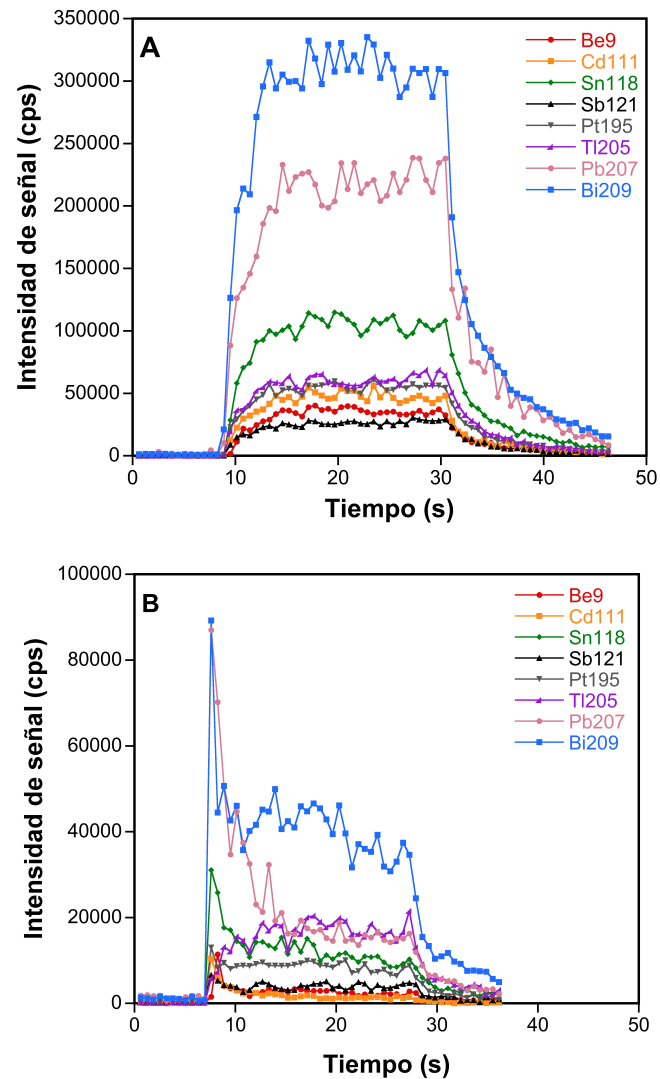 350000
300000
250000
200000
150000
100000
50000
0
Intensidad de señal (cps)
A
Be9
Cd111
Sn118
Sb121
Pt195
Tl205
Pb207
Bi209
0 10 20 30 40 50
Tiempo (s)
100000
80000
60000
40000
20000
0
Intensidad de señal (cps)
B
Be9
Cd111
Sn118
Sb121
Pt195
Tl205
Pb207
Bi209
0 10 20 30 40 50
Tiempo (s)